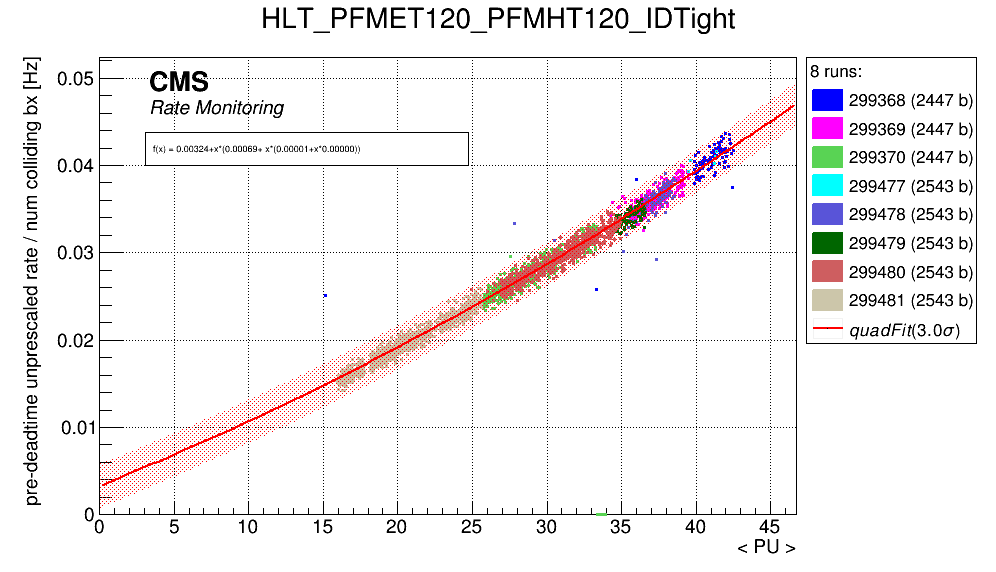 HLT_PFMET120_PFMHT120_IDTight
pre-deadtime unprescaled rate / num colliding bx [Hz]
CMS
Rate Monitoring
f(x) = 0.00324+x*(0.00069+ x*(0.00001+x*0.00000))
0.05
0.04
0.03
0.02
0.01
0
0 5 10 15 20 25 30 35 40 45
< PU >
8 runs:
299368 (2447 b)
299369 (2447 b)
299370 (2447 b)
299477 (2543 b)
299478 (2543 b)
299479 (2543 b)
299480 (2543 b)
299481 (2543 b)
quadFit(3.0σ)